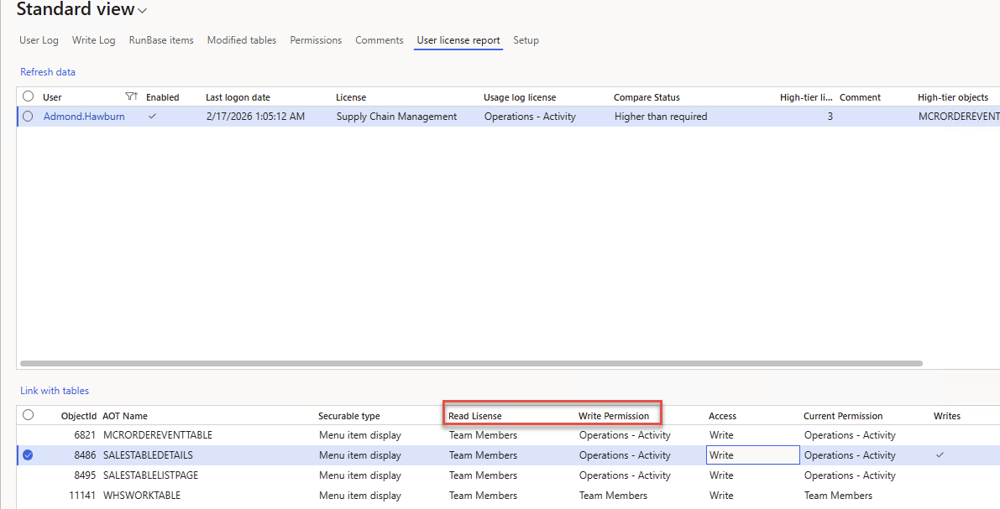 Standard view
User Log Write Log RunBase items Modified tables Permissions Comments User license report Setup
Refresh data
User Enabled Last logon date License Usage log license Compare Status High-tier li... Comment High-tier objects
Admond.Hawburn 2/17/2026 1:05:12 AM Supply Chain Management Operations - Activity Higher than required 3 MCRORDEREVENT
Link with tables
ObjectId AOT Name Securable type Read Lisense Write Permission Access Current Permission Writes
6821 MCRORDEREVENTTABLE Menu item display Team Members Operations - Activity Write Operations - Activity
8486 SALESTABLEDETAILS Menu item display Team Members Operations - Activity Write Operations - Activity
8495 SALESTABLELISTPAGE Menu item display Team Members Operations - Activity Write Operations - Activity
11141 WHSWORKTABLE Menu item display Team Members Team Members Write Team Members